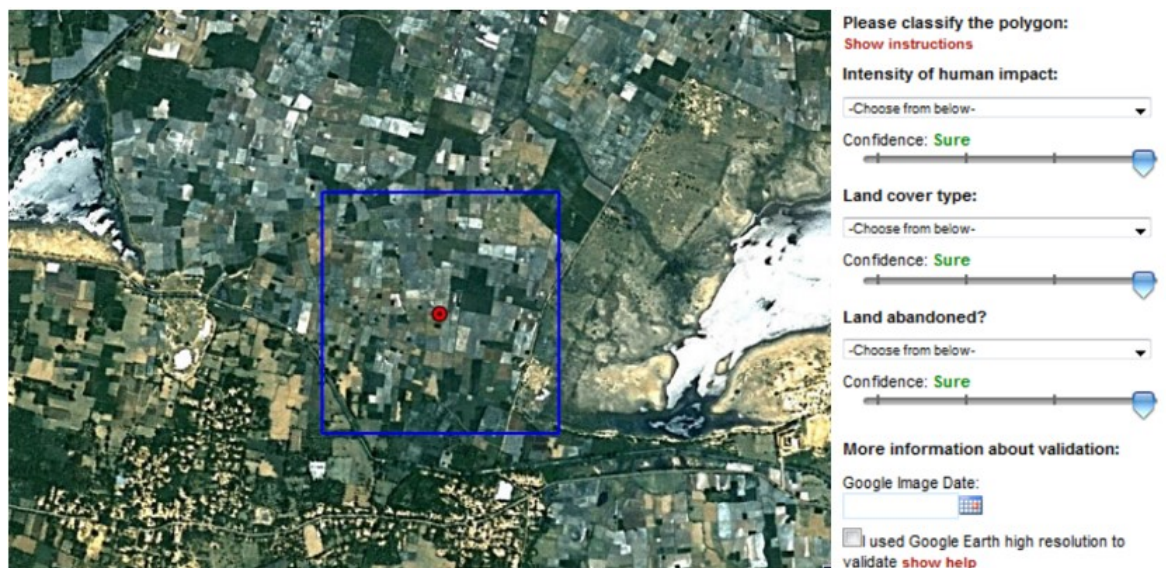 Please classify the polygon:
Show instructions
Intensity of human impact:
-Choose from below-
Confidence: Sure
Land cover type:
-Choose from below-
Confidence: Sure
Land abandoned?
-Choose from below-
Confidence: Sure
More information about validation:
Google Image Date:
I used Google Earth high resolution to
validate show help